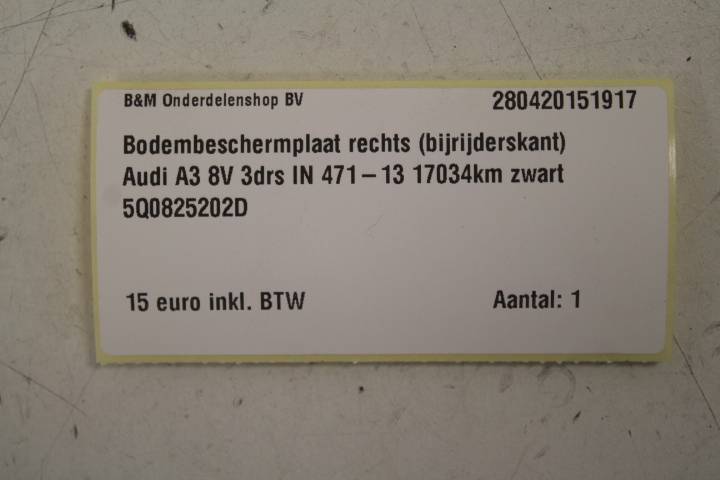 B&M Onderdelenshop BV 280420151917
Bodembeschermplaat rechts (bijrijderskant)
Audi A3 8V 3drs IN 471-13 17034km zwart
5Q0825202D
15 euro inkl. BTW Aantal: 1